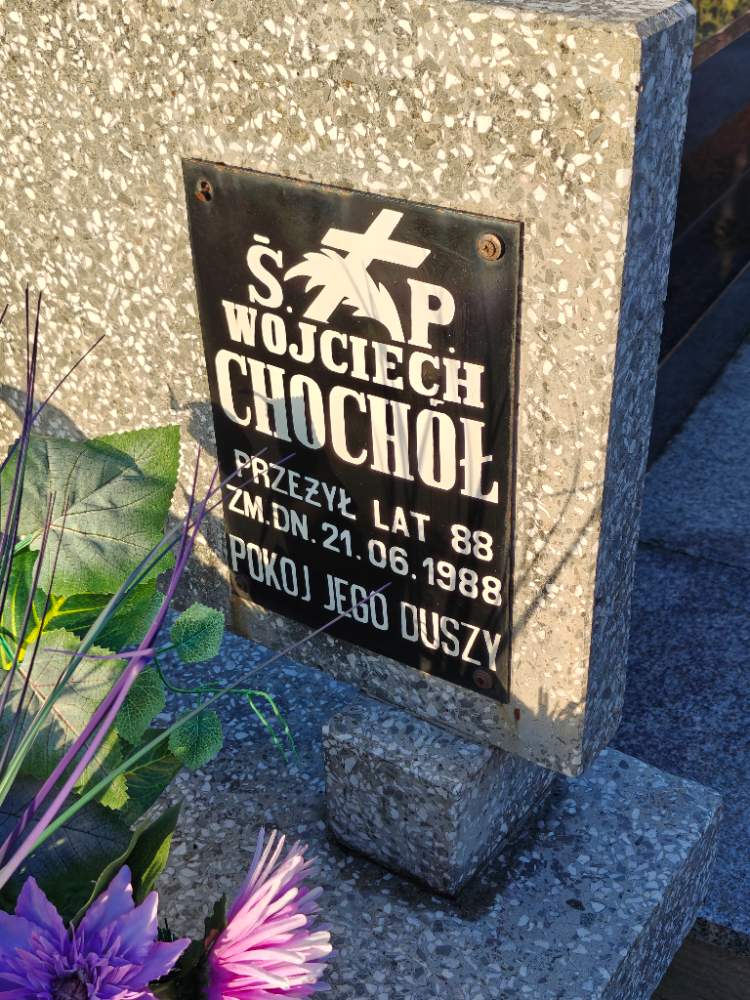 Ś. P.
WOJCIECH
CHOCHÓŁ
PRZEŻYŁ LAT 88
ZM. DN. 21.06.1988
POKÓJ JEGO DUSZY